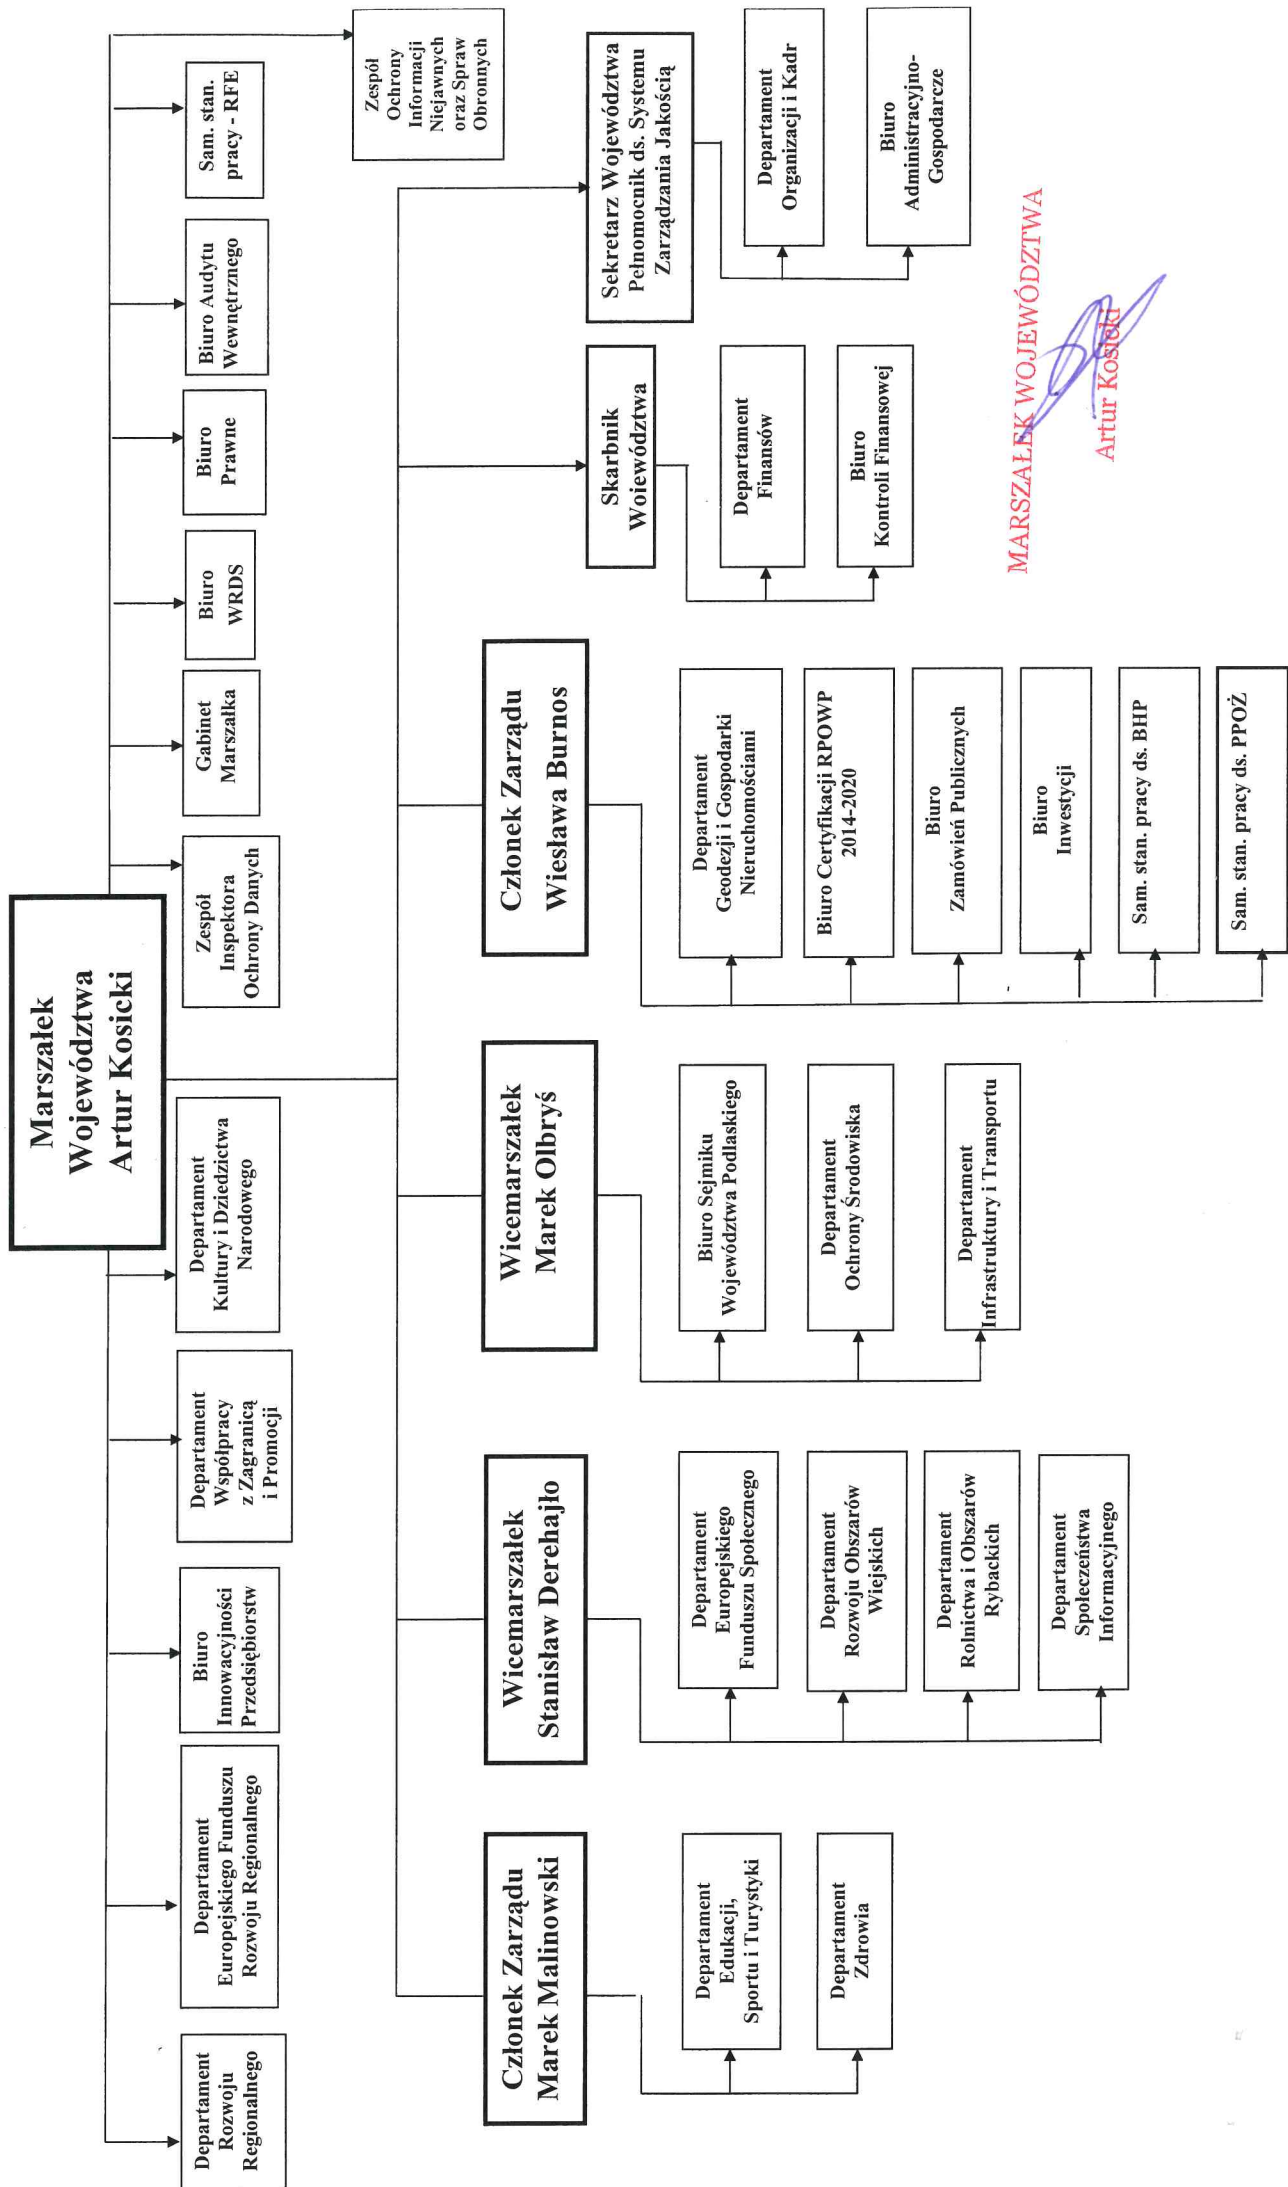 Marszałek
Województwa
Artur Kosicki
Departament
Rozwoju
Regionalnego
Departament
Europejskiego Funduszu
Rozwoju Regionalnego
Biuro
Innowacyjności
Przedsiębiorstw
Departament
Współpracy
z Zagranicą
i Promocji
Departament
Kultury i Dziedzictwa
Narodowego
Zespół
Inspektora
Ochrony Danych
Gabinet
Marszałka
Biuro
WRDS
Biuro
Prawne
Biuro Audytu
Wewnętrznego
Sam. stan.
pracy - RFE
Zespół
Ochrony
Informacji
Niejawnych
oraz Spraw
Obronnych
Członek Zarządu
Marek Malinowski
Departament
Edukacji,
Sportu i Turystyki
Departament
Zdrowia
Wicemarszałek
Stanisław Derehajło
Departament
Europejskiego
Funduszu Społecznego
Departament
Rozwoju Obszarów
Wiejskich
Departament
Rolnictwa i Obszarów
Rybackich
Departament
Społeczeństwa
Informacyjnego
Wicemarszałek
Marek Olbryś
Biuro Sejmiku
Województwa Podlaskiego
Departament
Ochrony Środowiska
Departament
Infrastruktury i Transportu
Członek Zarządu
Wiesława Burnos
Departament
Geodezji i Gospodarki
Nieruchomościami
Biuro Certyfikacji RPOWP
2014-2020
Biuro
Zamówień Publicznych
Biuro
Inwestycji
Sam. stan. pracy ds. BHP
Sam. stan. pracy ds. PPOŻ
Skarbnik
Woiewództwa
Departament
Finansów
Biuro
Kontroli Finansowej
Sekretarz Województwa
Pełnomocnik ds. Systemu
Zarządzania Jakością
Departament
Organizacji i Kadr
Biuro
Administracyjno-
Gospodarcze
MARSZAŁEK WOJEWÓDZTWA
Artur Kosicki